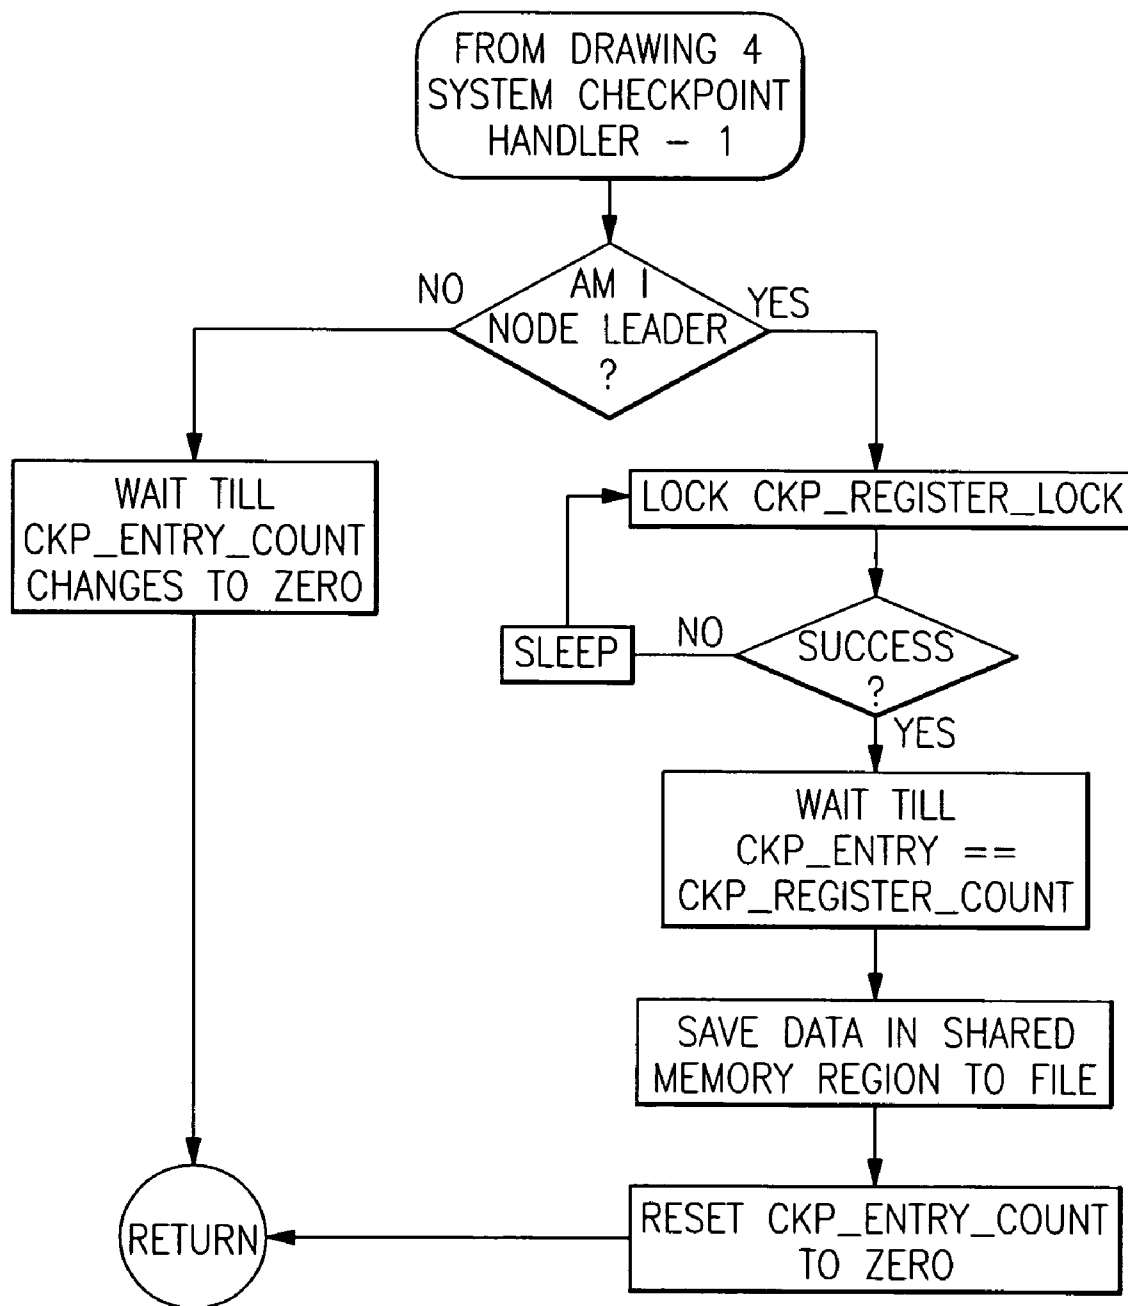 FROM DRAWING 4
SYSTEM CHECKPOINT
HANDLER - 1
AM I
NODE LEADER
?
NO
YES
WAIT TILL
CKP_ENTRY_COUNT
CHANGES TO ZERO
LOCK CKP_REGISTER_LOCK
SLEEP
NO
SUCCESS
?
YES
WAIT TILL
CKP_ENTRY ==
CKP_REGISTER_COUNT
SAVE DATA IN SHARED
MEMORY REGION TO FILE
RESET CKP_ENTRY_COUNT
TO ZERO
RETURN